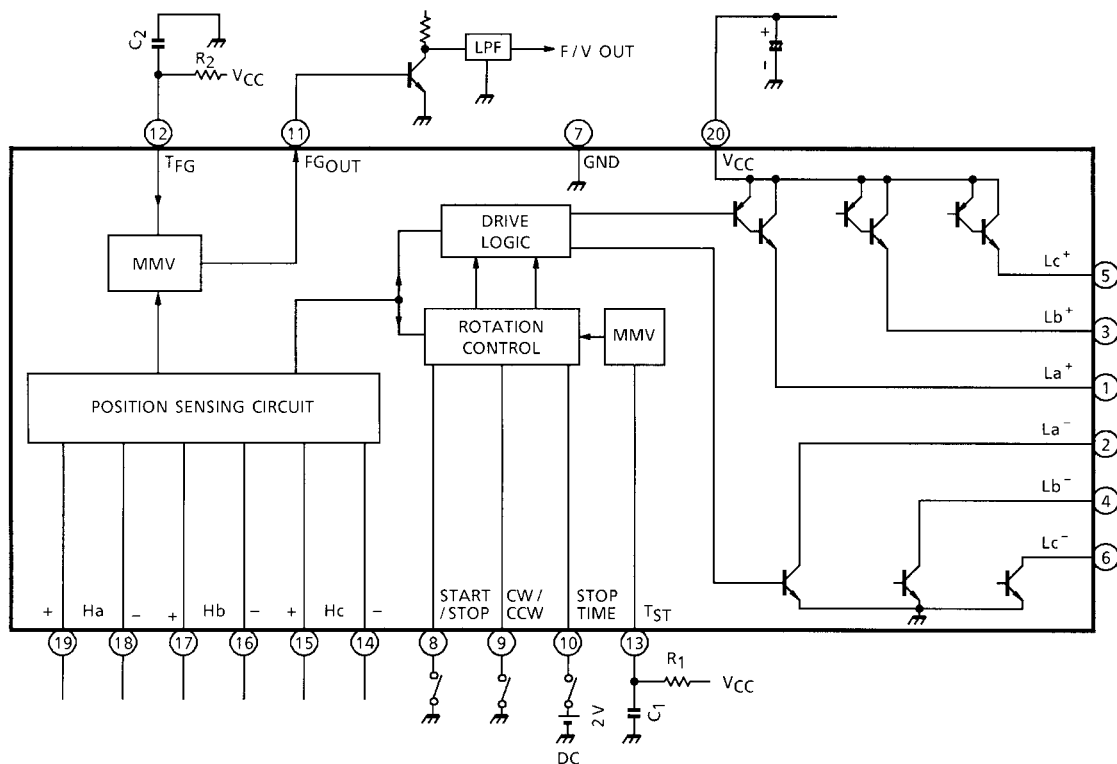 C2
R2
VCC
LPF
F/V OUT
+
-
12
11
7
20
TFG
FGOUT
GND
VCC
DRIVE
LOGIC
MMV
Lc+
5
ROTATION
CONTROL
MMV
Lb+
3
La+
1
POSITION SENSING CIRCUIT
La-
2
Lb-
4
Lc-
6
START
/STOP
CW/
CCW
STOP
TIME
TST
+ Ha - + Hb - + Hc -
19
18
17
16
15
14
8
9
10
13
R1
VCC
2 V
C1
DC